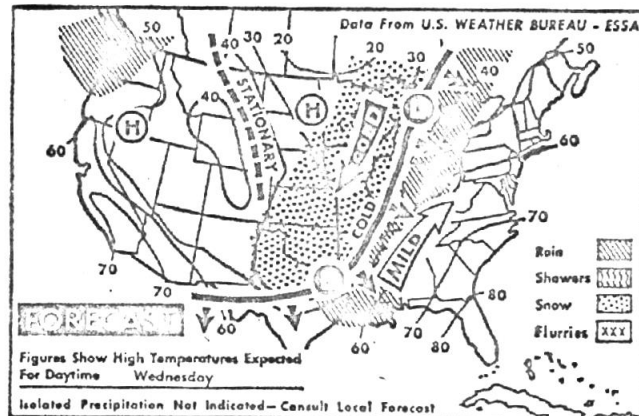 Data From U.S. WEATHER BUREAU - ESSA
50
40
30
20
20
30
40
50
STATIONARY
40
H
H
COLD
60
60
COLD
MILD
70
70
70
80
60
60
70
80
Rain
Showers
Snow
Flurries
FORECAST
Figures Show High Temperatures Expected
For Daytime Wednesday
Isolated Precipitation Not Indicated—Consult Local Forecast